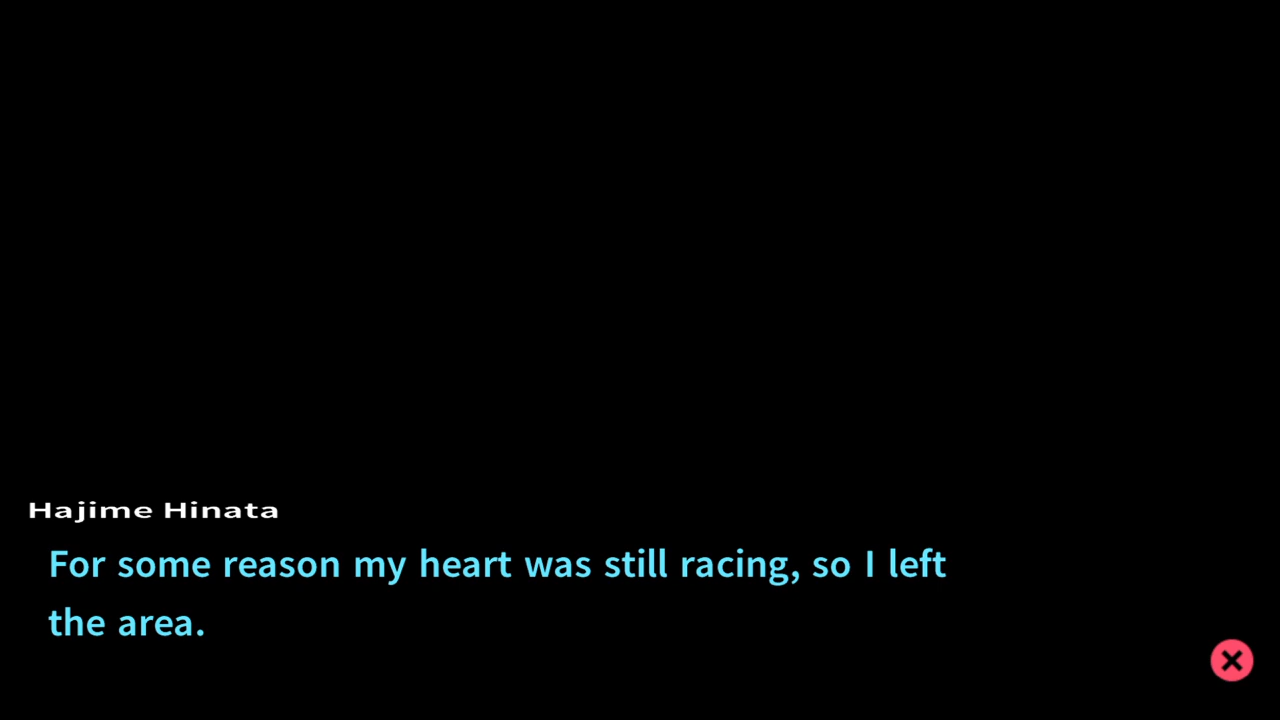 Hajime Hinata
For some reason my heart was still racing, so I left
the area.